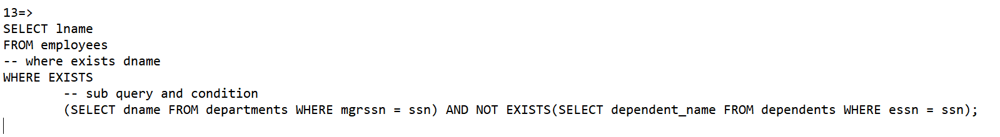 13=>
SELECT lname
FROM employees
-- where exists dname
WHERE EXISTS
-- sub query and condition
(SELECT dname FROM departments WHERE mgrssn = ssn) AND NOT EXISTS(SELECT dependent_name FROM dependents WHERE essn = ssn);